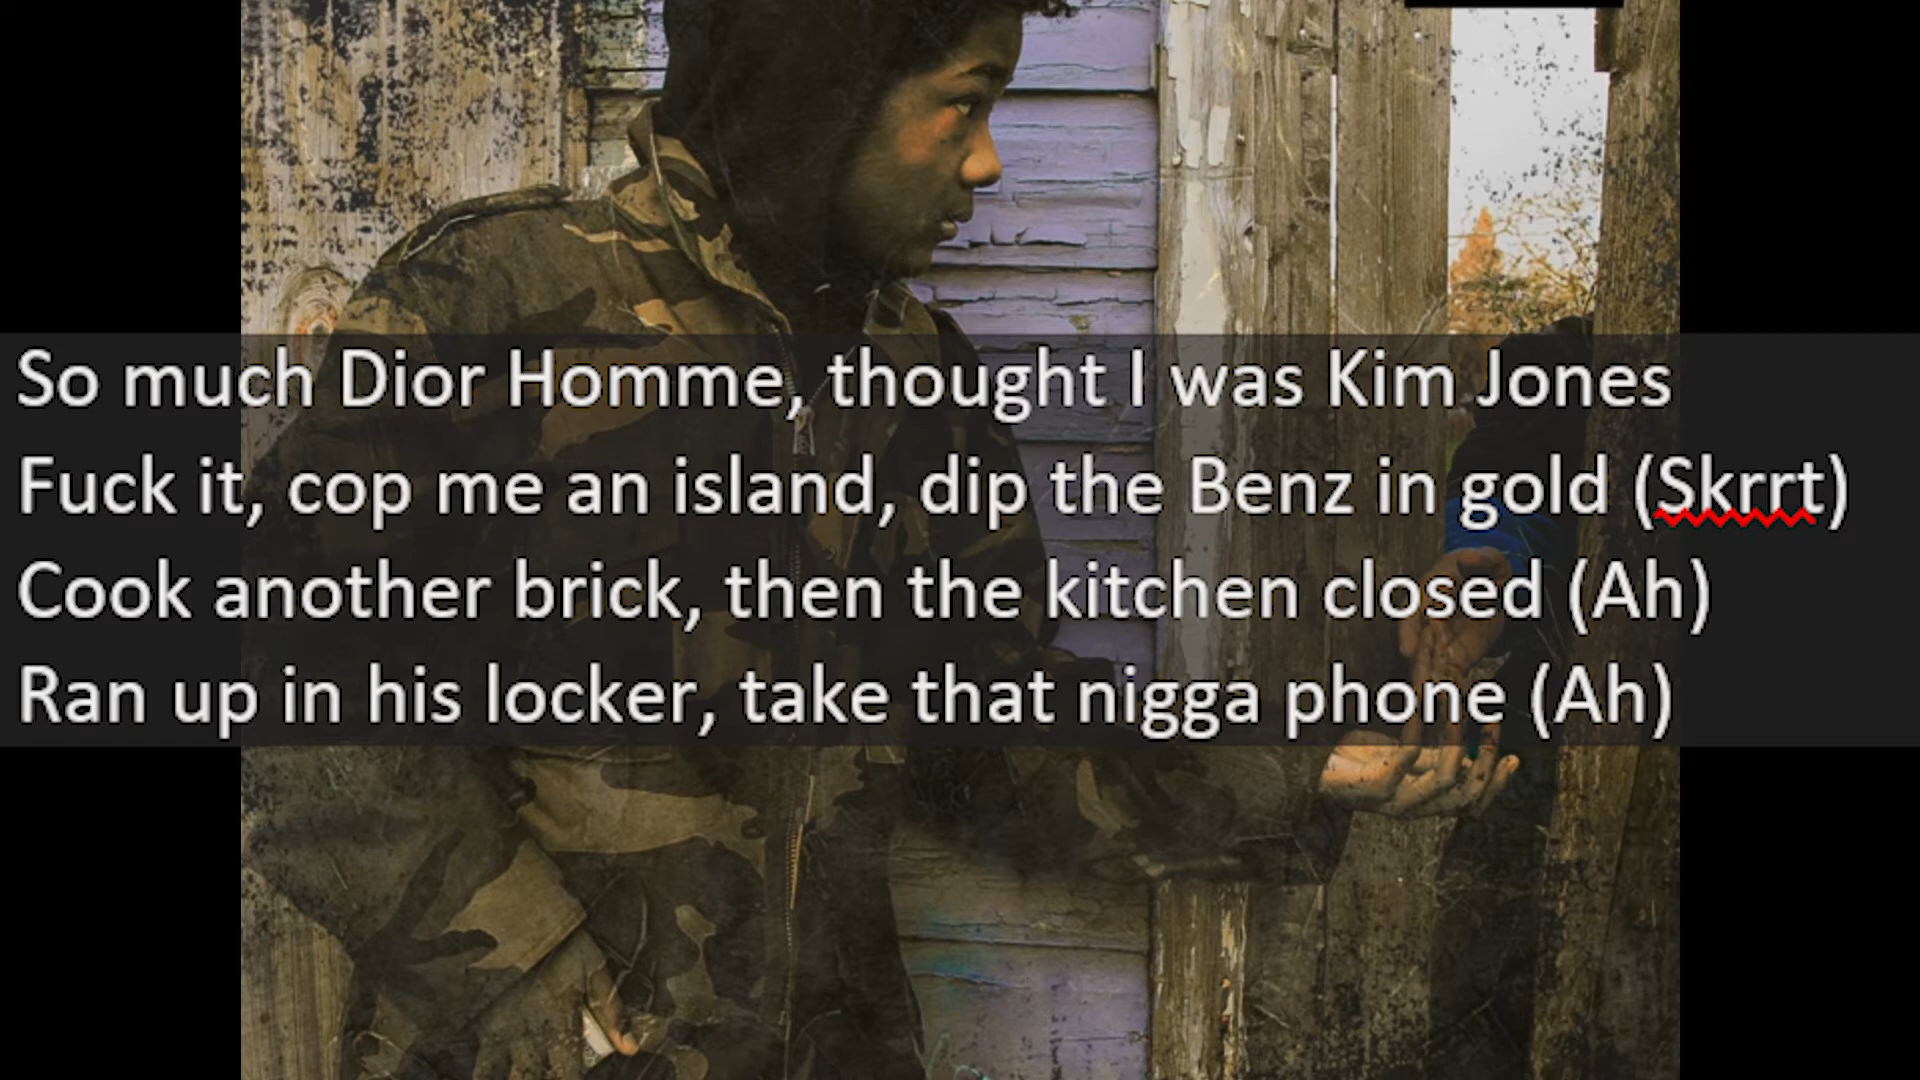 So much Dior Homme, thought I was Kim Jones
Fuck it, cop me an island, dip the Benz in gold (Skrrt)
Cook another brick, then the kitchen closed (Ah)
Ran up in his locker, take that nigga phone (Ah)